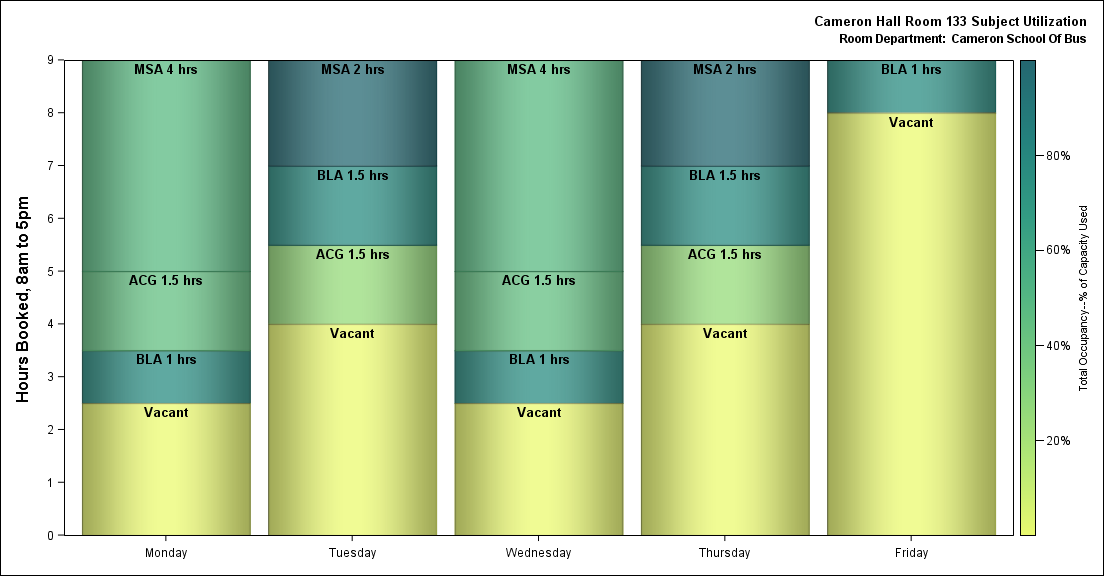 Cameron Hall Room 133 Subject Utilization
Room Department: Cameron School Of Bus
Hours Booked, 8am to 5pm
9
8
7
6
5
4
3
2
1
0
MSA 4 hrs
ACG 1.5 hrs
BLA 1 hrs
Vacant
MSA 2 hrs
BLA 1.5 hrs
ACG 1.5 hrs
Vacant
MSA 4 hrs
ACG 1.5 hrs
BLA 1 hrs
Vacant
MSA 2 hrs
BLA 1.5 hrs
ACG 1.5 hrs
Vacant
BLA 1 hrs
Vacant
Monday
Tuesday
Wednesday
Thursday
Friday
80%
60%
40%
20%
Total Occupancy--% of Capacity Used